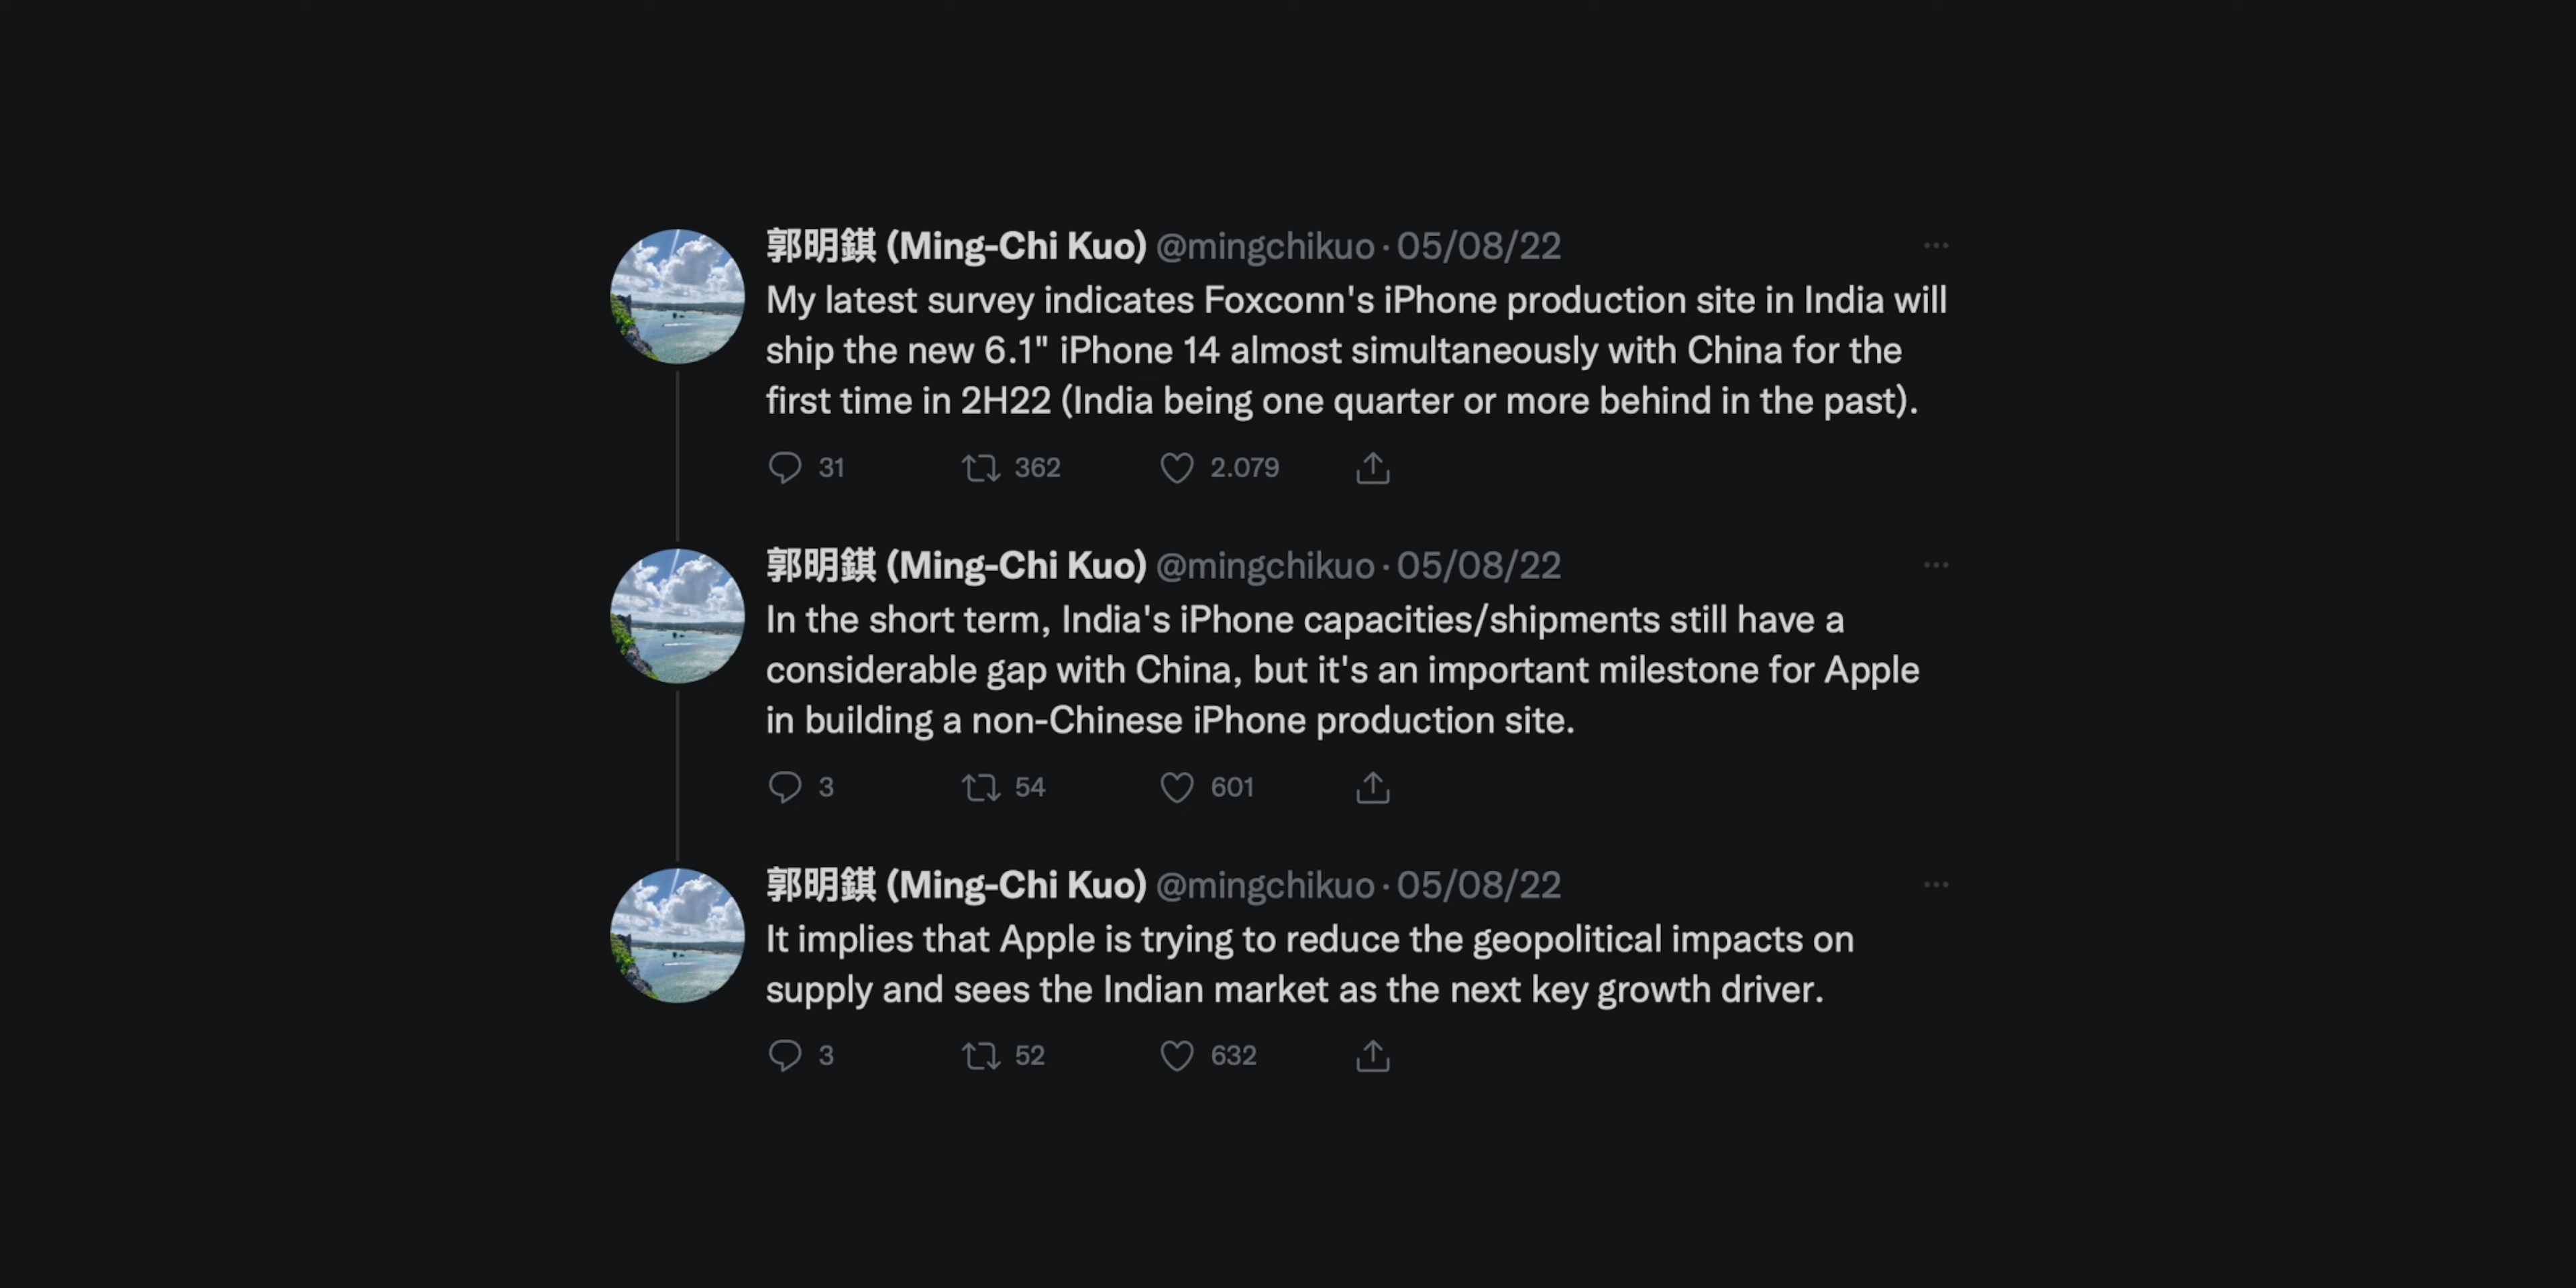 郭明錤 (Ming-Chi Kuo) @mingchikuo · 05/08/22
My latest survey indicates Foxconn's iPhone production site in India will
ship the new 6.1" iPhone 14 almost simultaneously with China for the
first time in 2H22 (India being one quarter or more behind in the past).
31 362 2.079
郭明錤 (Ming-Chi Kuo) @mingchikuo · 05/08/22
In the short term, India's iPhone capacities/shipments still have a
considerable gap with China, but it's an important milestone for Apple
in building a non-Chinese iPhone production site.
3 54 601
郭明錤 (Ming-Chi Kuo) @mingchikuo · 05/08/22
It implies that Apple is trying to reduce the geopolitical impacts on
supply and sees the Indian market as the next key growth driver.
3 52 632